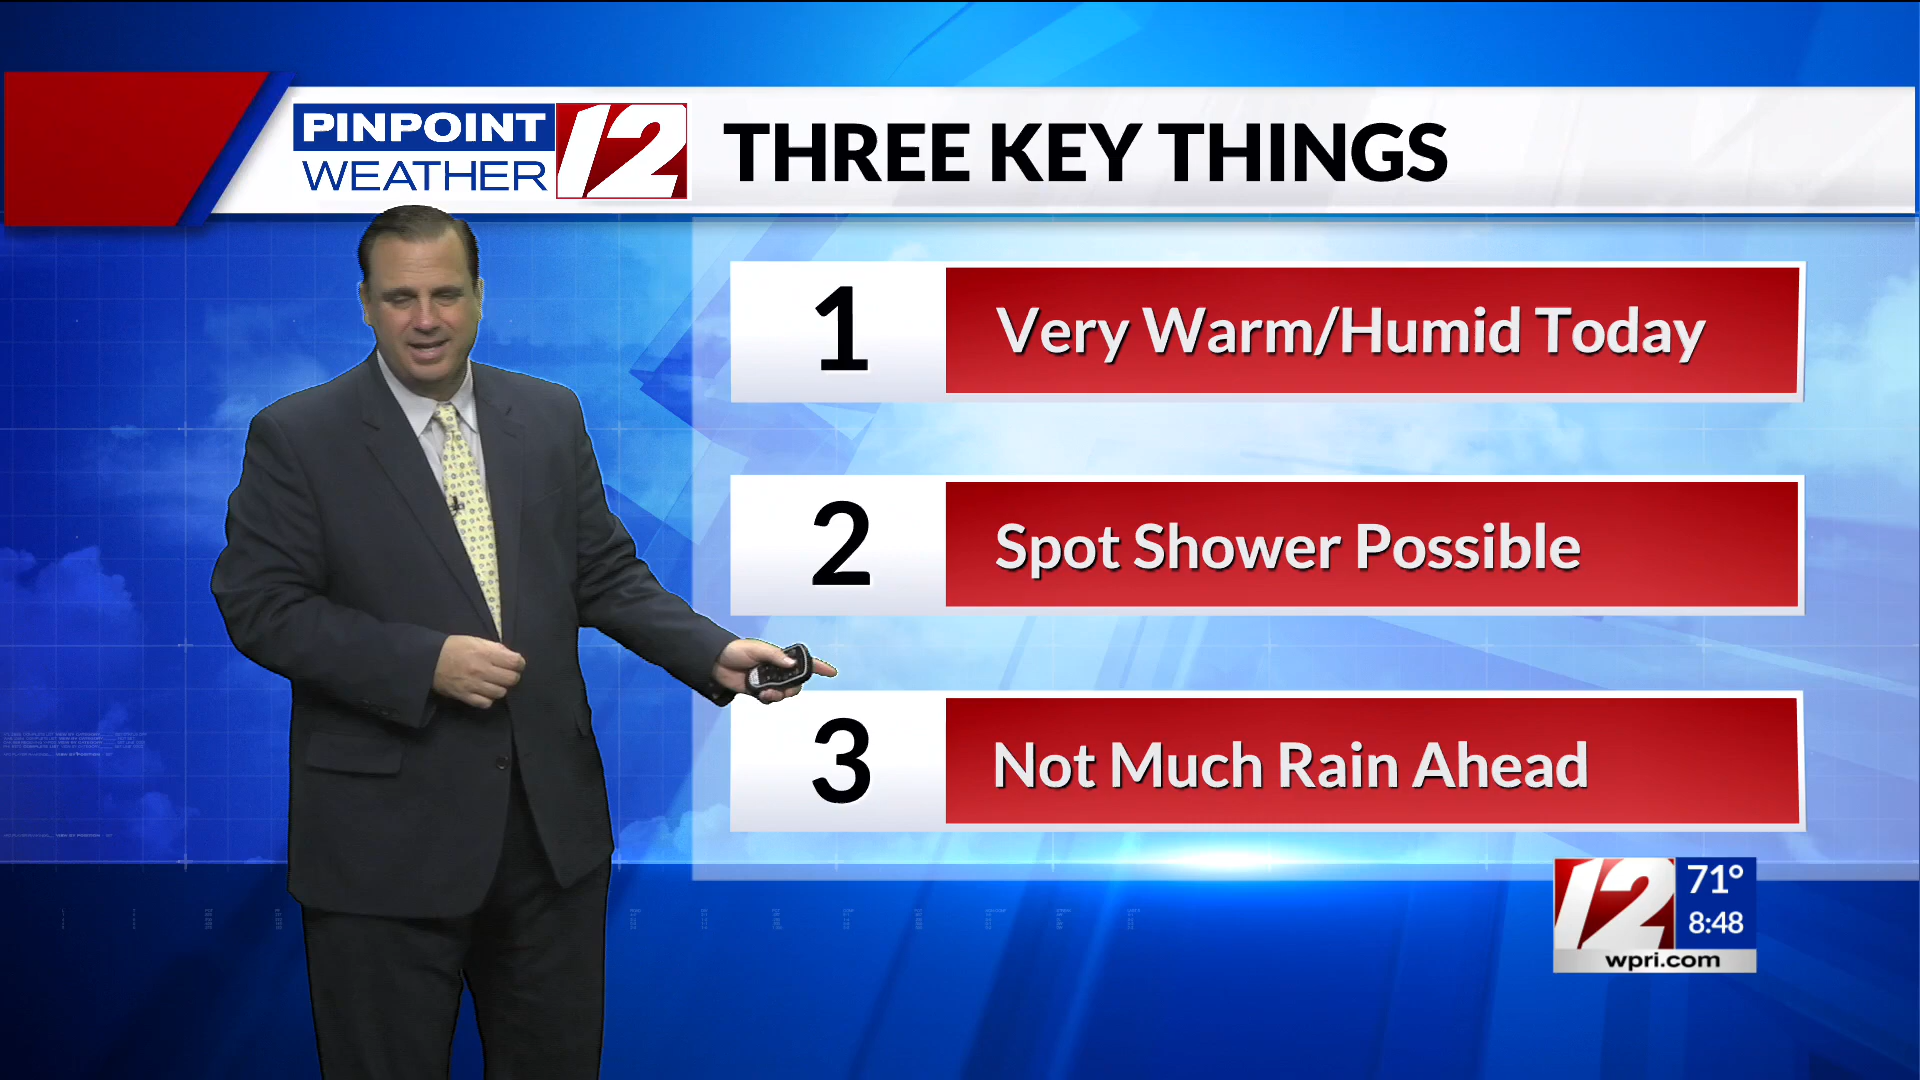 PINPOINT
WEATHER
12
THREE KEY THINGS
1
Very Warm/Humid Today
2
Spot Shower Possible
3
Not Much Rain Ahead
12
71°
8:48
wpri.com